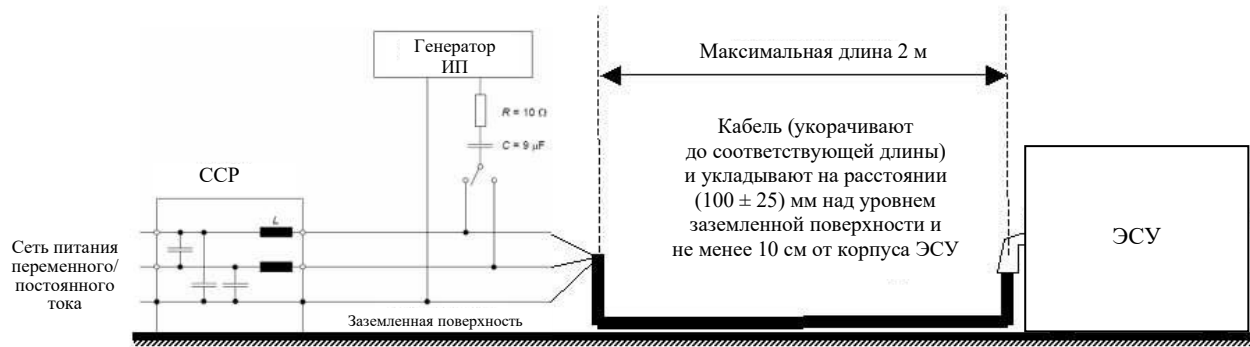 Генератор
ИП
R = 10 Ω
C = 9 μF
ССР
L
Сеть питания
переменного/
постоянного
тока
Заземленная поверхность
Максимальная длина 2 м
Кабель (укорачивают
до соответствующей длины)
и укладывают на расстоянии
(100 ± 25) мм над уровнем
заземленной поверхности и
не менее 10 см от корпуса ЭСУ
ЭСУ